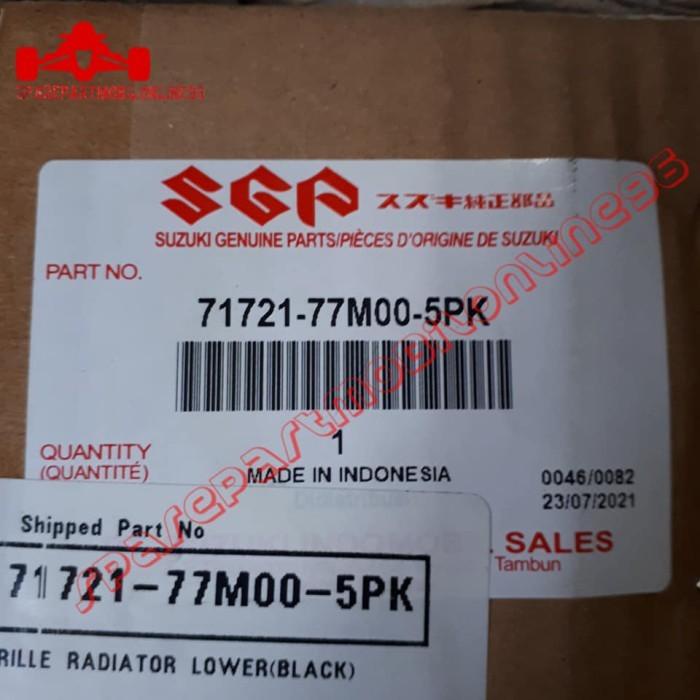 SPAREPARTMOBILONLINE96
SGP スズキ純正部品
SUZUKI GENUINE PARTS/PIÈCES D'ORIGINE DE SUZUKI
PART NO.
71721-77M00-5PK
1
QUANTITY
(QUANTITÉ)
MADE IN INDONESIA
0046/0082
23/07/2021
SALES
Tambun
Shipped Part No
71721-77M00-5PK
RILLE RADIATOR LOWER(BLACK)
sparepartmobilonline96